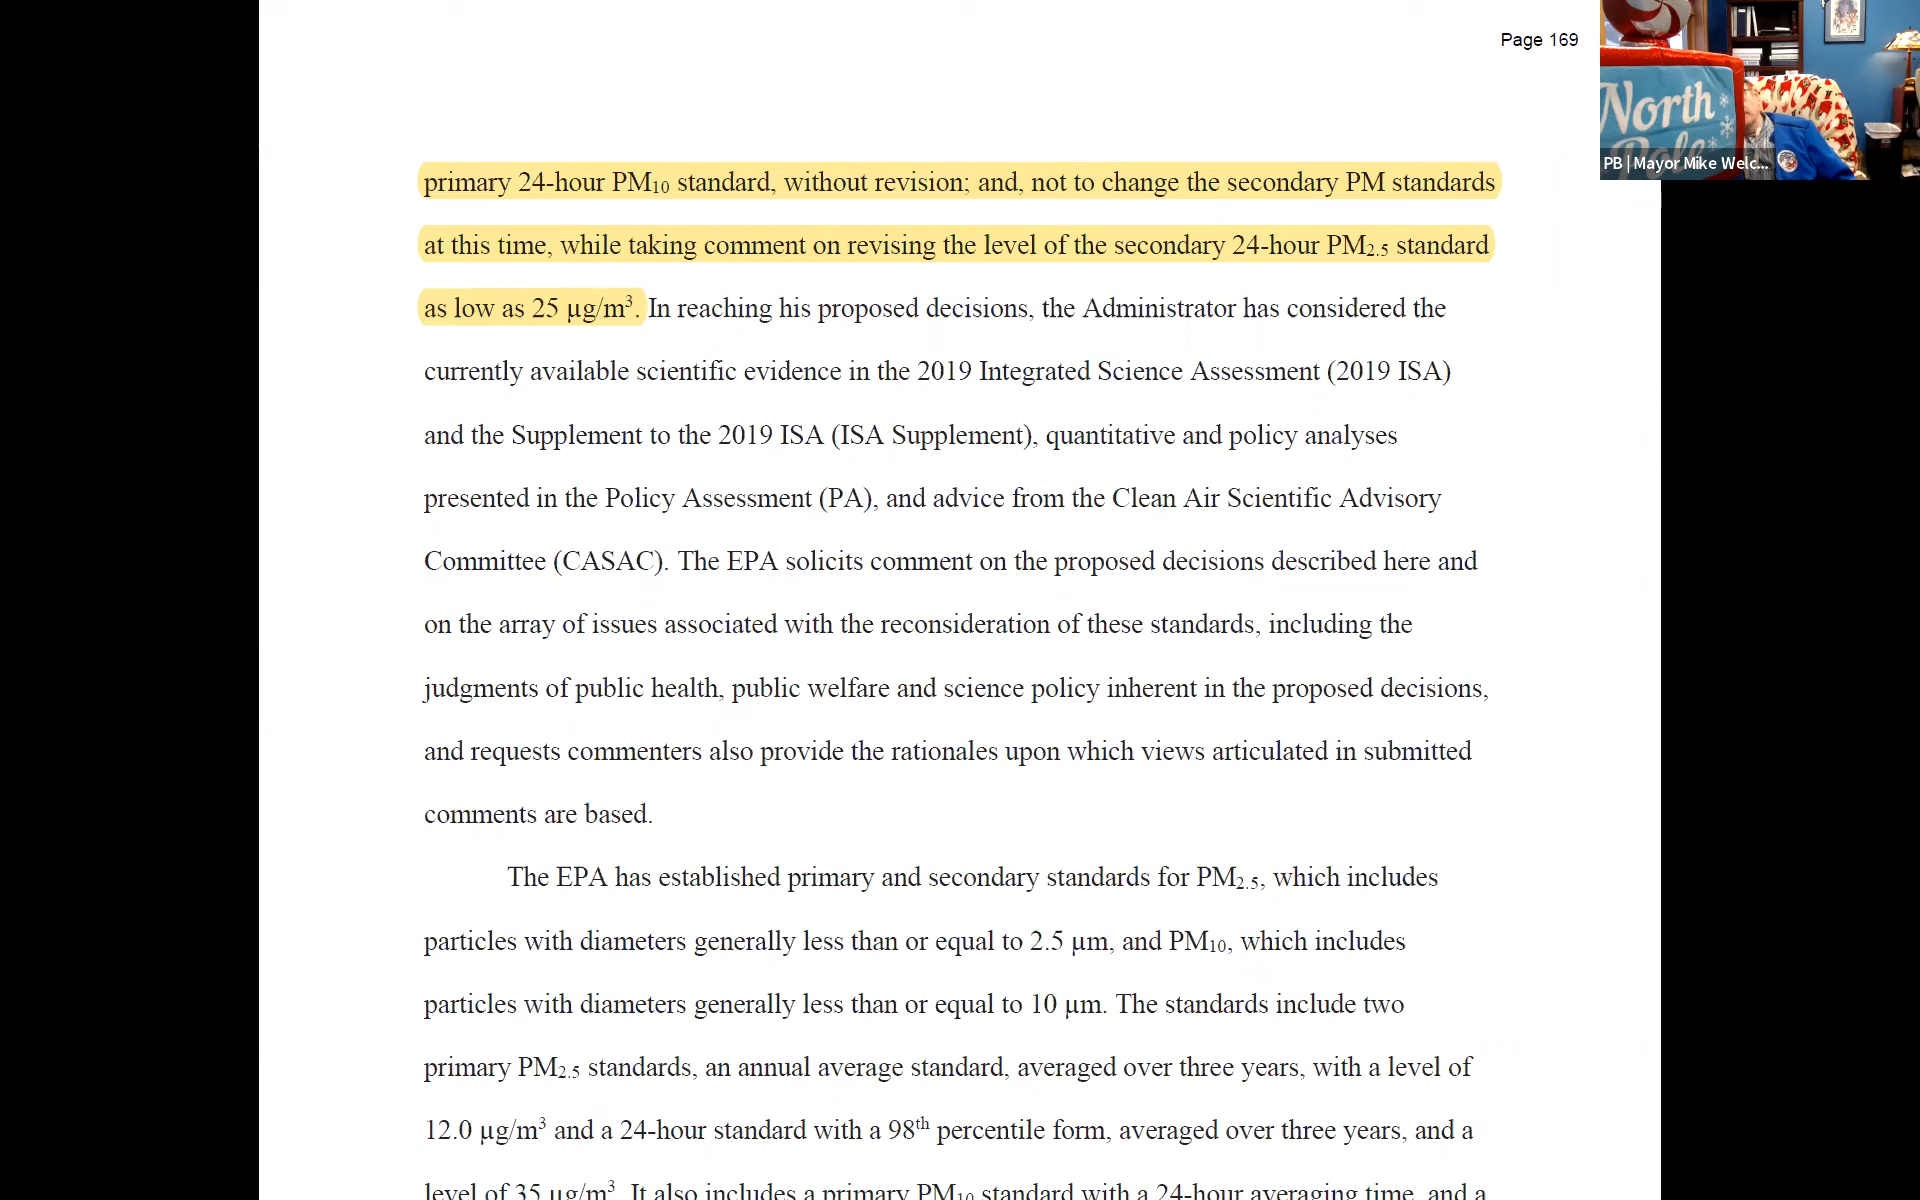 Page 169
North
Pole
PB | Mayor Mike Welc...
primary 24-hour PM₁₀ standard, without revision; and, not to change the secondary PM standards
at this time, while taking comment on revising the level of the secondary 24-hour PM₂.₅ standard
as low as 25 µg/m³. In reaching his proposed decisions, the Administrator has considered the
currently available scientific evidence in the 2019 Integrated Science Assessment (2019 ISA)
and the Supplement to the 2019 ISA (ISA Supplement), quantitative and policy analyses
presented in the Policy Assessment (PA), and advice from the Clean Air Scientific Advisory
Committee (CASAC). The EPA solicits comment on the proposed decisions described here and
on the array of issues associated with the reconsideration of these standards, including the
judgments of public health, public welfare and science policy inherent in the proposed decisions,
and requests commenters also provide the rationales upon which views articulated in submitted
comments are based.
The EPA has established primary and secondary standards for PM₂.₅, which includes
particles with diameters generally less than or equal to 2.5 µm, and PM₁₀, which includes
particles with diameters generally less than or equal to 10 µm. The standards include two
primary PM₂.₅ standards, an annual average standard, averaged over three years, with a level of
12.0 µg/m³ and a 24-hour standard with a 98th percentile form, averaged over three years, and a
level of 35 µg/m³. It also includes a primary PM₁₀ standard with a 24-hour averaging time, and a